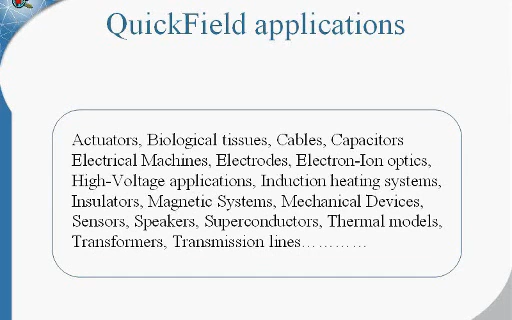 QuickField applications
Actuators, Biological tissues, Cables, Capacitors
Electrical Machines, Electrodes, Electron-Ion optics,
High-Voltage applications, Induction heating systems,
Insulators, Magnetic Systems, Mechanical Devices,
Sensors, Speakers, Superconductors, Thermal models,
Transformers, Transmission lines…………